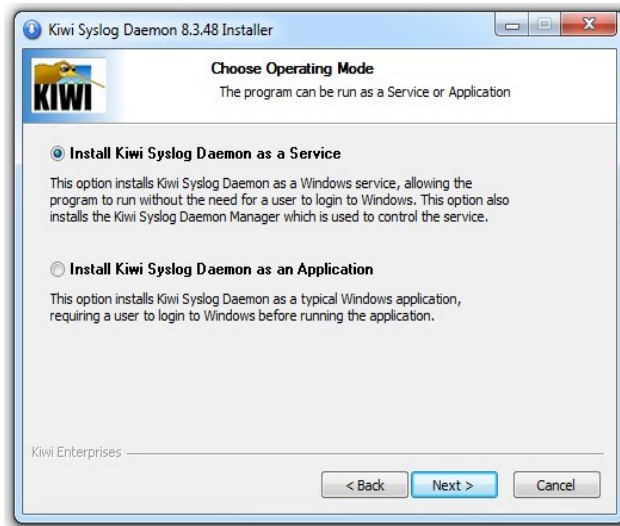 Kiwi Syslog Daemon 8.3.48 Installer
KIWI
Choose Operating Mode
The program can be run as a Service or Application
Install Kiwi Syslog Daemon as a Service
This option installs Kiwi Syslog Daemon as a Windows service, allowing the
program to run without the need for a user to login to Windows. This option also
installs the Kiwi Syslog Daemon Manager which is used to control the service.
Install Kiwi Syslog Daemon as an Application
This option installs Kiwi Syslog Daemon as a typical Windows application,
requiring a user to login to Windows before running the application.
Kiwi Enterprises
< Back
Next >
Cancel